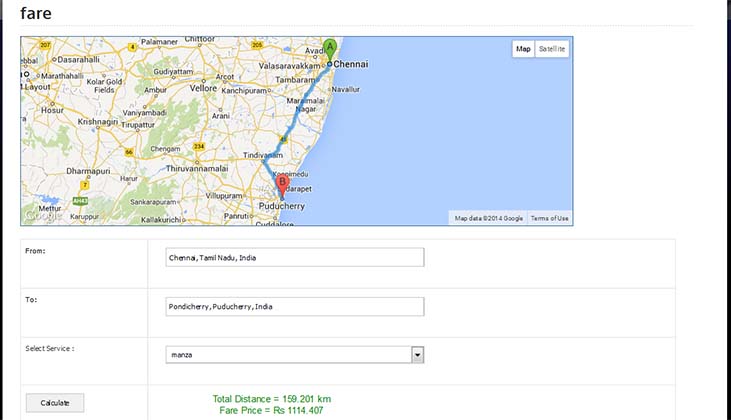 fare
Map Satellite
207
4
205
Palamaner
Chittoor
Avadi
A
Dasarahalli
Valasaravakkam
Chennai
Marathahalli
Kolar Gold
Fields
Gudiyattam
Arcot
Tambaram
Layout
Ambur
Vellore
Kanchipuram
Navallur
Hosur
Vaniyambadi
Maraimalai
Nagar
Krishnagiri
Tirupattur
Arani
45
66
Chengam
234
Tindivanam
Dharmapuri
Harur
Thiruvannamalai
B
7
Villupuram
Puducherry
AH43
Mettur
Sankarapuram
Google
Karuppur
Kallakurichi
Panruti
Cuddalore
Map data ©2014 Google Terms of Use
From:
Chennai, Tamil Nadu, India
To:
Pondicherry, Puducherry, India
Select Service :
manza
Calculate
Total Distance = 159.201 km
Fare Price = Rs 1114.407